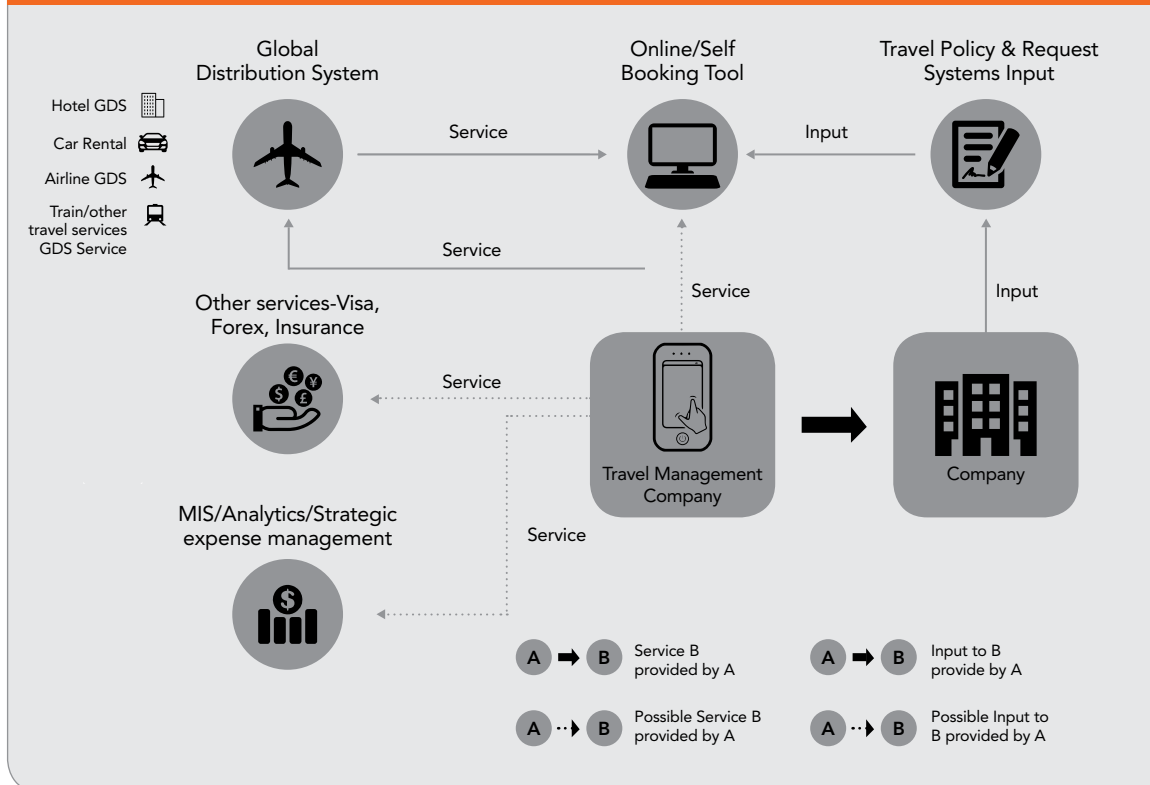 Global
Distribution System
Online/Self
Booking Tool
Travel Policy & Request
Systems Input
Hotel GDS
Car Rental
Airline GDS
Train/other
travel services
GDS Service
Service
Input
Service
Service
Input
Other services-Visa,
Forex, Insurance
$ € ¥ £
Service
Travel Management
Company
Company
MIS/Analytics/Strategic
expense management
$
Service
A B Service B
provided by A
A B Input to B
provide by A
A B Possible Service B
provided by A
A B Possible Input to
B provided by A